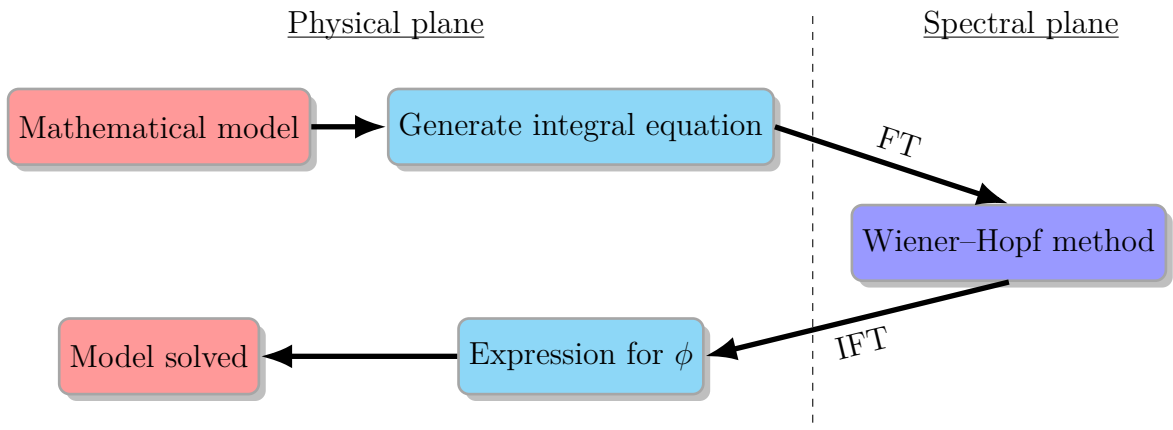 Physical plane
Spectral plane
Mathematical model
Generate integral equation
FT
Wiener–Hopf method
IFT
Expression for ϕ
Model solved